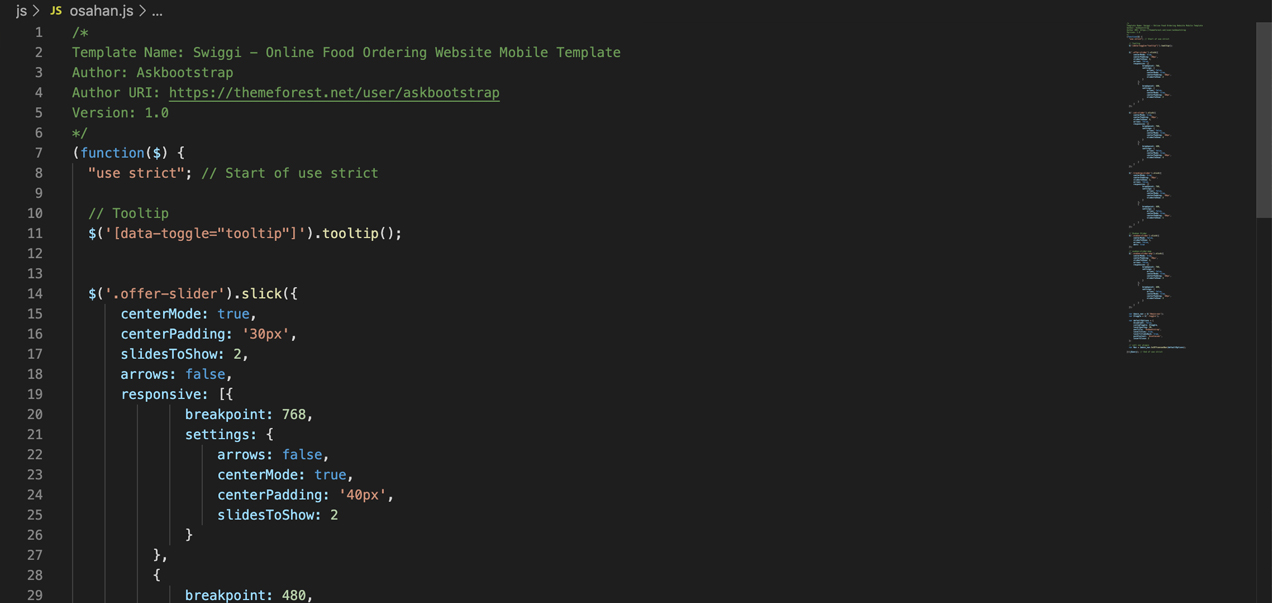 js > JS osahan.js > ...
1 /*
2 Template Name: Swiggi - Online Food Ordering Website Mobile Template
3 Author: Askbootstrap
4 Author URI: https://themeforest.net/user/askbootstrap
5 Version: 1.0
6 */
7 (function($) {
8 "use strict"; // Start of use strict
9
10 // Tooltip
11 $('[data-toggle="tooltip"]').tooltip();
12
13
14 $('.offer-slider').slick({
15 centerMode: true,
16 centerPadding: '30px',
17 slidesToShow: 2,
18 arrows: false,
19 responsive: [{
20 breakpoint: 768,
21 settings: {
22 arrows: false,
23 centerMode: true,
24 centerPadding: '40px',
25 slidesToShow: 2
26 }
27 },
28 {
29 breakpoint: 480,